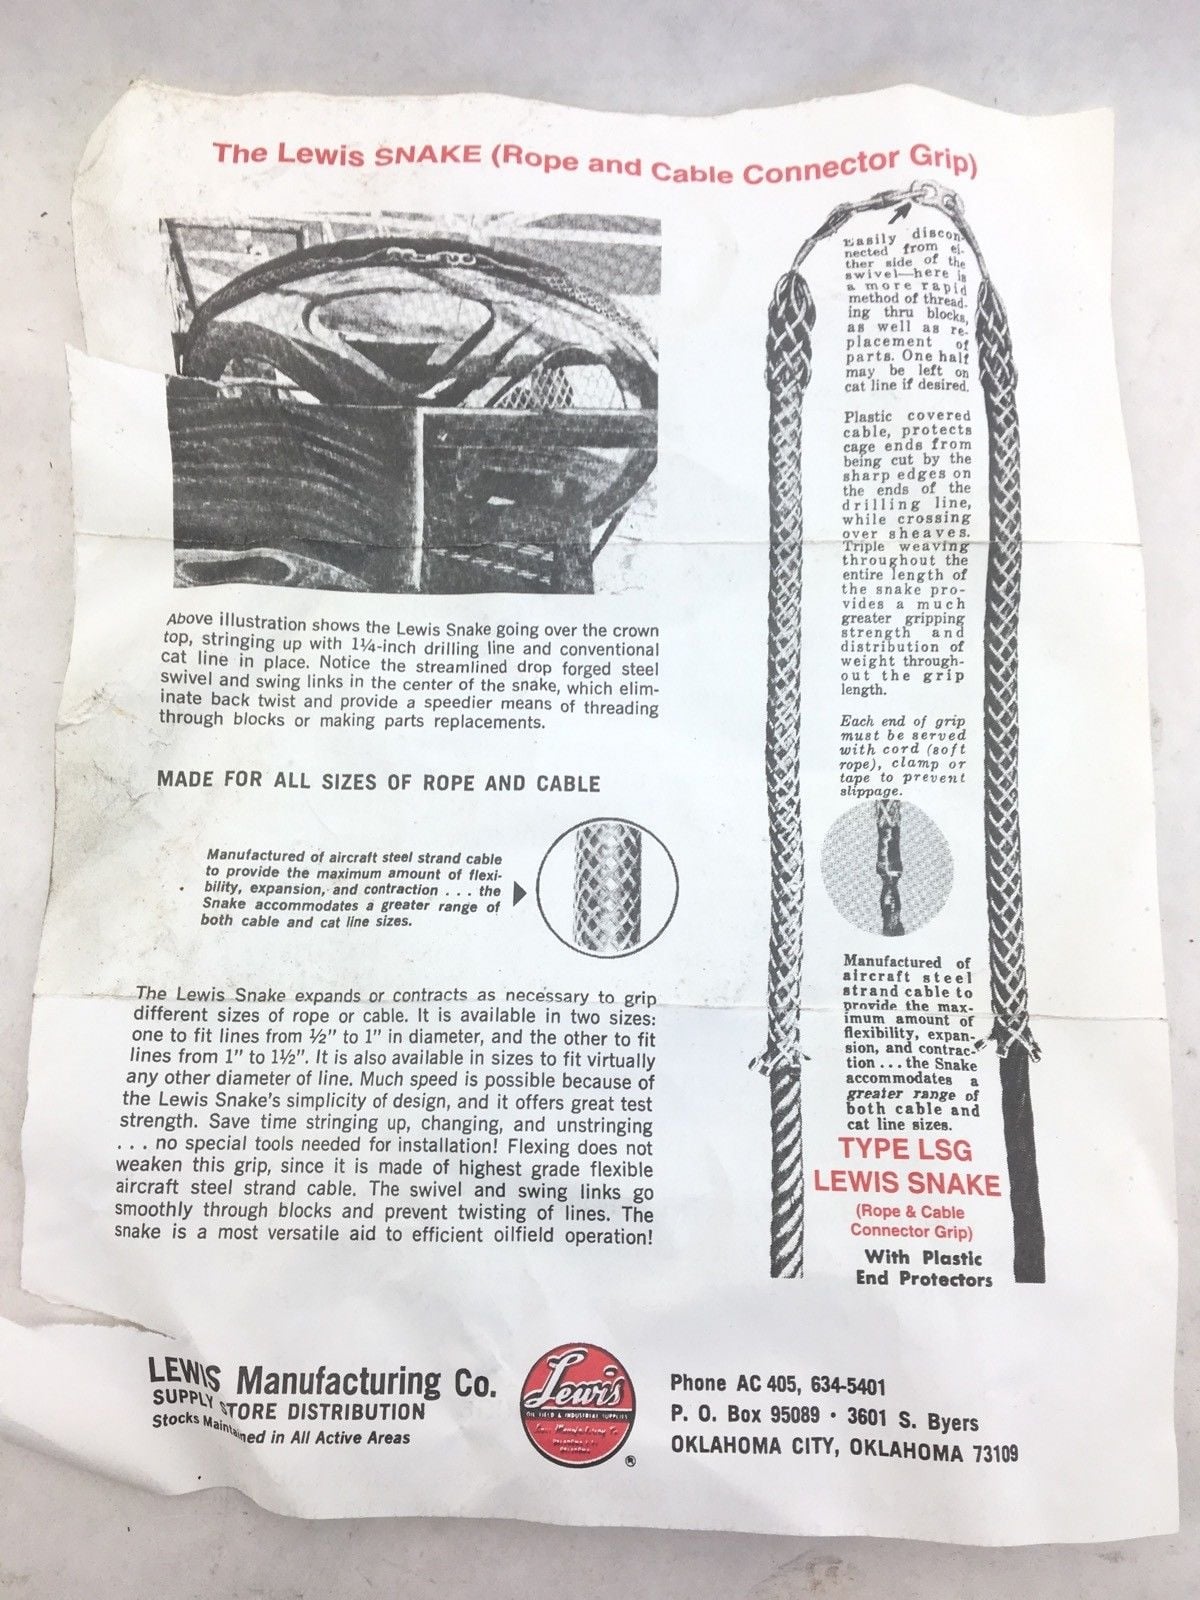 The Lewis SNAKE (Rope and Cable Connector Grip)
Above illustration shows the Lewis Snake going over the crown
top, stringing up with 1¼-inch drilling line and conventional
cat line in place. Notice the streamlined drop forged steel
swivel and swing links in the center of the snake, which elim-
inate back twist and provide a speedier means of threading
through blocks or making parts replacements.
MADE FOR ALL SIZES OF ROPE AND CABLE
Manufactured of aircraft steel strand cable
to provide the maximum amount of flexi-
bility, expansion, and contraction . . . the
Snake accommodates a greater range of
both cable and cat line sizes.
The Lewis Snake expands or contracts as necessary to grip
different sizes of rope or cable. It is available in two sizes:
one to fit lines from ½" to 1" in diameter, and the other to fit
lines from 1" to 1½". It is also available in sizes to fit virtually
any other diameter of line. Much speed is possible because of
the Lewis Snake's simplicity of design, and it offers great test
strength. Save time stringing up, changing, and unstringing
. . . no special tools needed for installation! Flexing does not
weaken this grip, since it is made of highest grade flexible
aircraft steel strand cable. The swivel and swing links go
smoothly through blocks and prevent twisting of lines. The
snake is a most versatile aid to efficient oilfield operation!
Easily discon-
nected from ei-
ther side of the
swivel—here is
a more rapid
method of thread-
ing thru blocks,
as well as re-
placement of
parts. One half
may be left on
cat line if desired.
Plastic covered
cable, protects
cage ends from
being cut by the
sharp edges on
the ends of the
drilling line,
while crossing
over sheaves.
Triple weaving
throughout the
entire length of
the snake pro-
vides a much
greater gripping
strength and
distribution of
weight through-
out the grip
length.
Each end of grip
must be served
with cord (soft
rope), clamp or
tape to prevent
slippage.
Manufactured of
aircraft steel
strand cable to
provide the max-
imum amount of
flexibility, expan-
sion, and contrac-
tion . . . the Snake
accommodates a
greater range of
both cable and
cat line sizes.
TYPE LSG
LEWIS SNAKE
(Rope & Cable
Connector Grip)
With Plastic
End Protectors
LEWIS Manufacturing Co.
SUPPLY STORE DISTRIBUTION
Stocks Maintained in All Active Areas
Lewis
OIL FIELD & INDUSTRIAL SUPPLIES
Lewis Manufacturing Co.
OKLAHOMA CITY
OKLAHOMA
®
Phone AC 405, 634-5401
P. O. Box 95089 • 3601 S. Byers
OKLAHOMA CITY, OKLAHOMA 73109